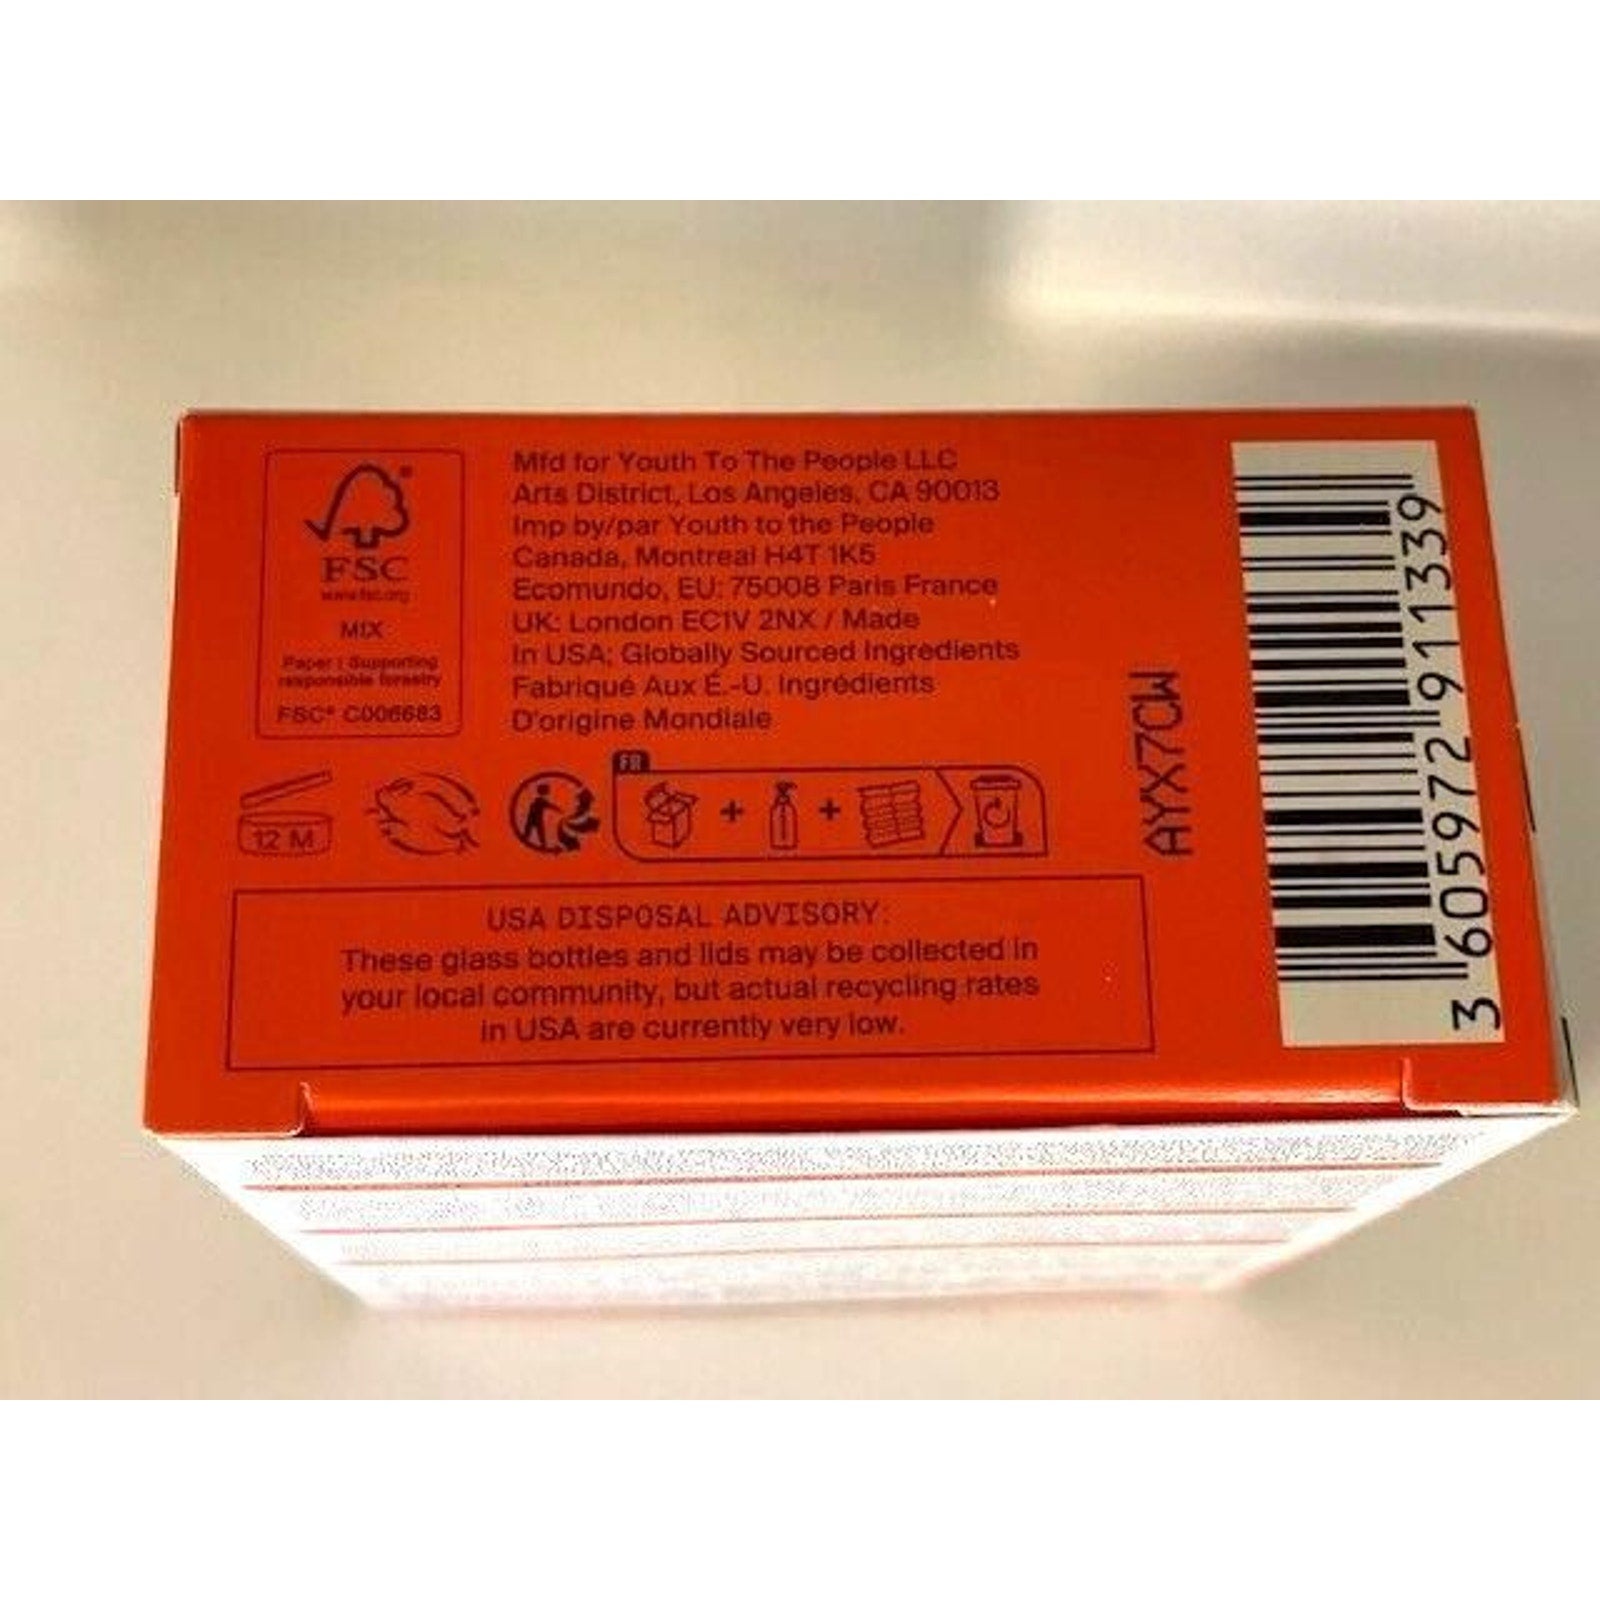 FSC
www.fsc.org
MIX
Paper | Supporting
responsible forestry
FSC® C006683
Mfd for Youth To The People LLC
Arts District, Los Angeles, CA 90013
Imp by/par Youth to the People
Canada, Montreal H4T 1K5
Ecomundo, EU: 75008 Paris France
UK: London EC1V 2NX / Made
In USA; Globally Sourced Ingredients
Fabriqué Aux É.-U. Ingrédients
D'origine Mondiale
12 M
FR
USA DISPOSAL ADVISORY:
These glass bottles and lids may be collected in
your local community, but actual recycling rates
in USA are currently very low.
AYX7CW
3 605972 911339